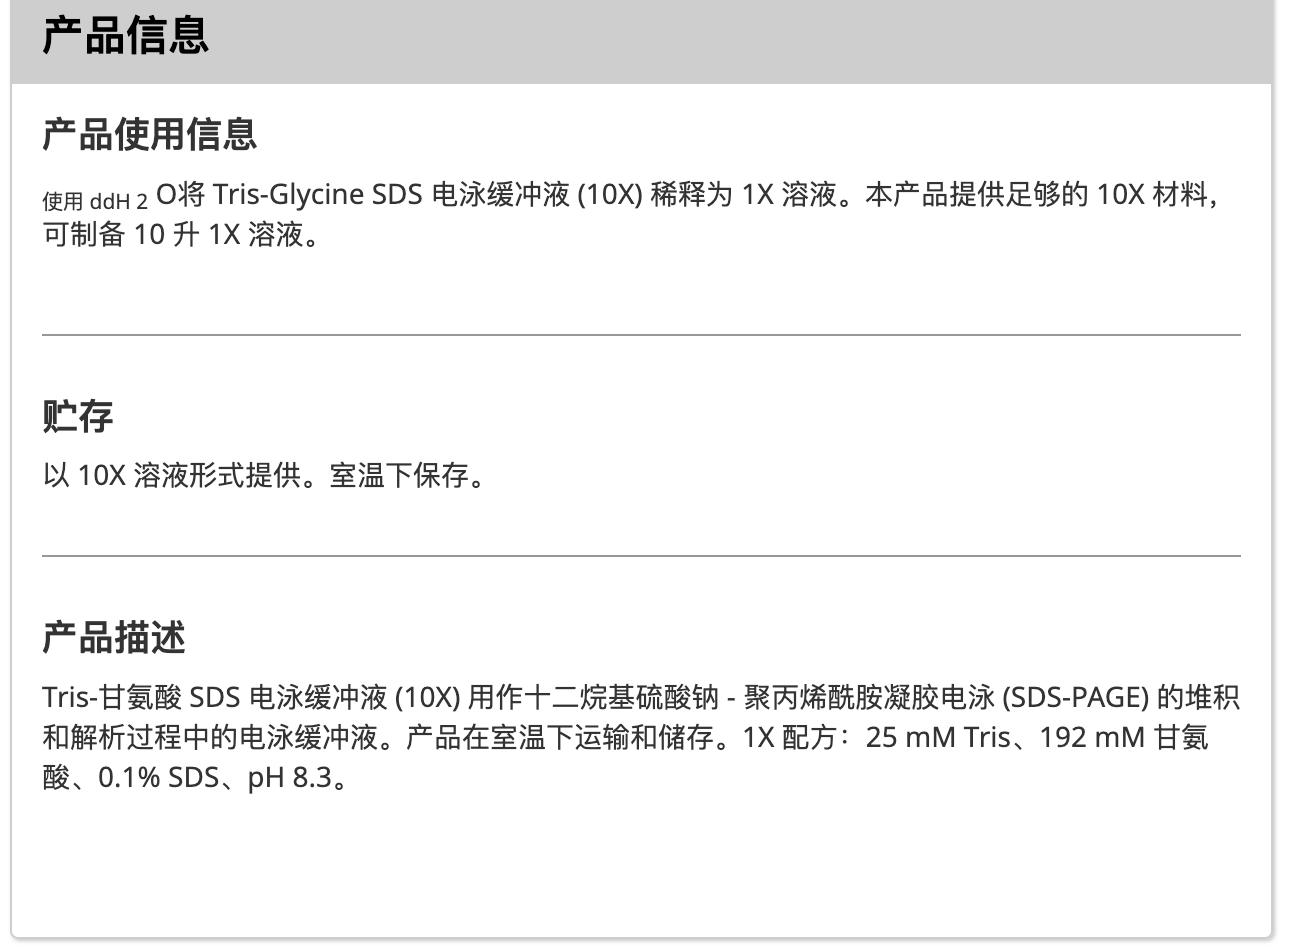 产品信息
产品使用信息
使用 ddH 2 O将 Tris-Glycine SDS 电泳缓冲液 (10X) 稀释为 1X 溶液。本产品提供足够的 10X 材料，
可制备 10 升 1X 溶液。
贮存
以 10X 溶液形式提供。室温下保存。
产品描述
Tris-甘氨酸 SDS 电泳缓冲液 (10X) 用作十二烷基硫酸钠 - 聚丙烯酰胺凝胶电泳 (SDS-PAGE) 的堆积
和解析过程中的电泳缓冲液。产品在室温下运输和储存。1X 配方：25 mM Tris、192 mM 甘氨
酸、0.1% SDS、pH 8.3。